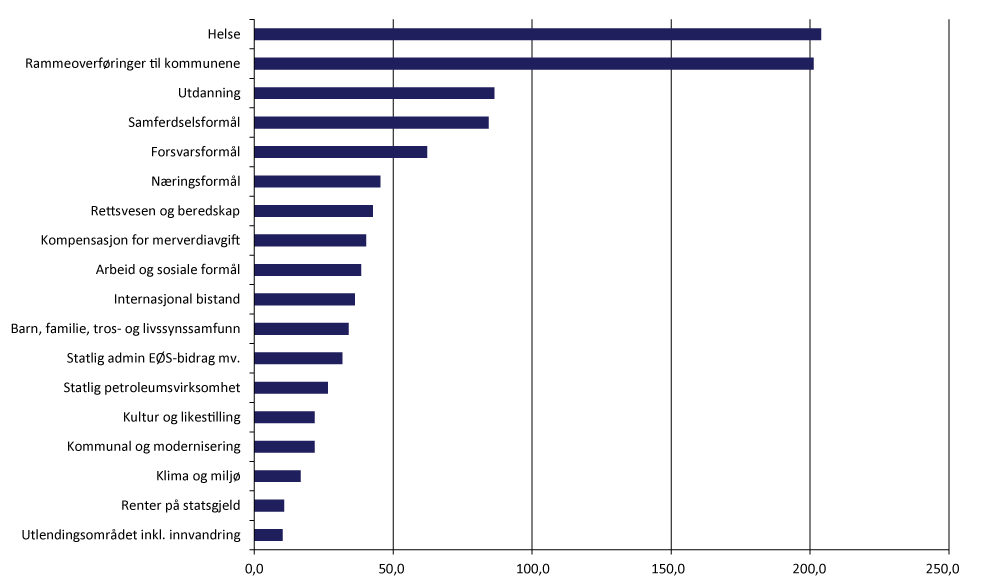 Helse
Rammeoverføringer til kommunene
Utdanning
Samferdselsformål
Forsvarsformål
Næringsformål
Rettsvesen og beredskap
Kompensasjon for merverdiavgift
Arbeid og sosiale formål
Internasjonal bistand
Barn, familie, tros- og livssynssamfunn
Statlig admin EØS-bidrag mv.
Statlig petroleumsvirksomhet
Kultur og likestilling
Kommunal og modernisering
Klima og miljø
Renter på statsgjeld
Utlendingsområdet inkl. innvandring
0,0 50,0 100,0 150,0 200,0 250,0